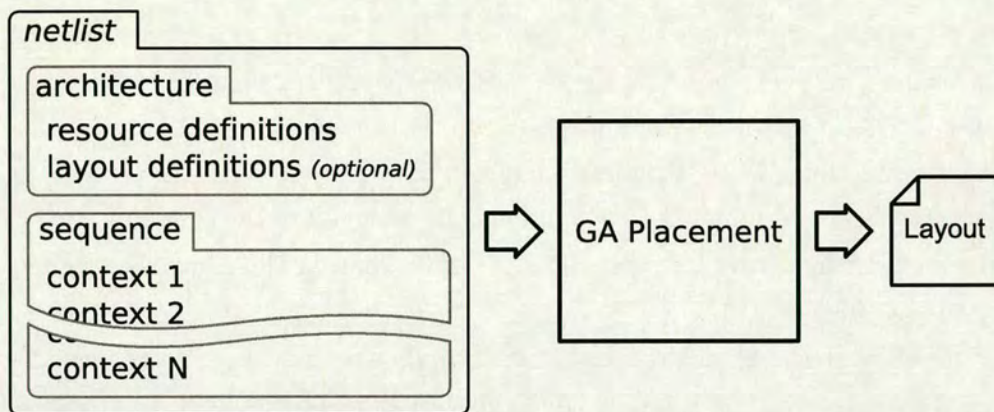 netlist
architecture
resource definitions
layout definitions (optional)
sequence
context 1
context 2
context N
GA Placement
Layout